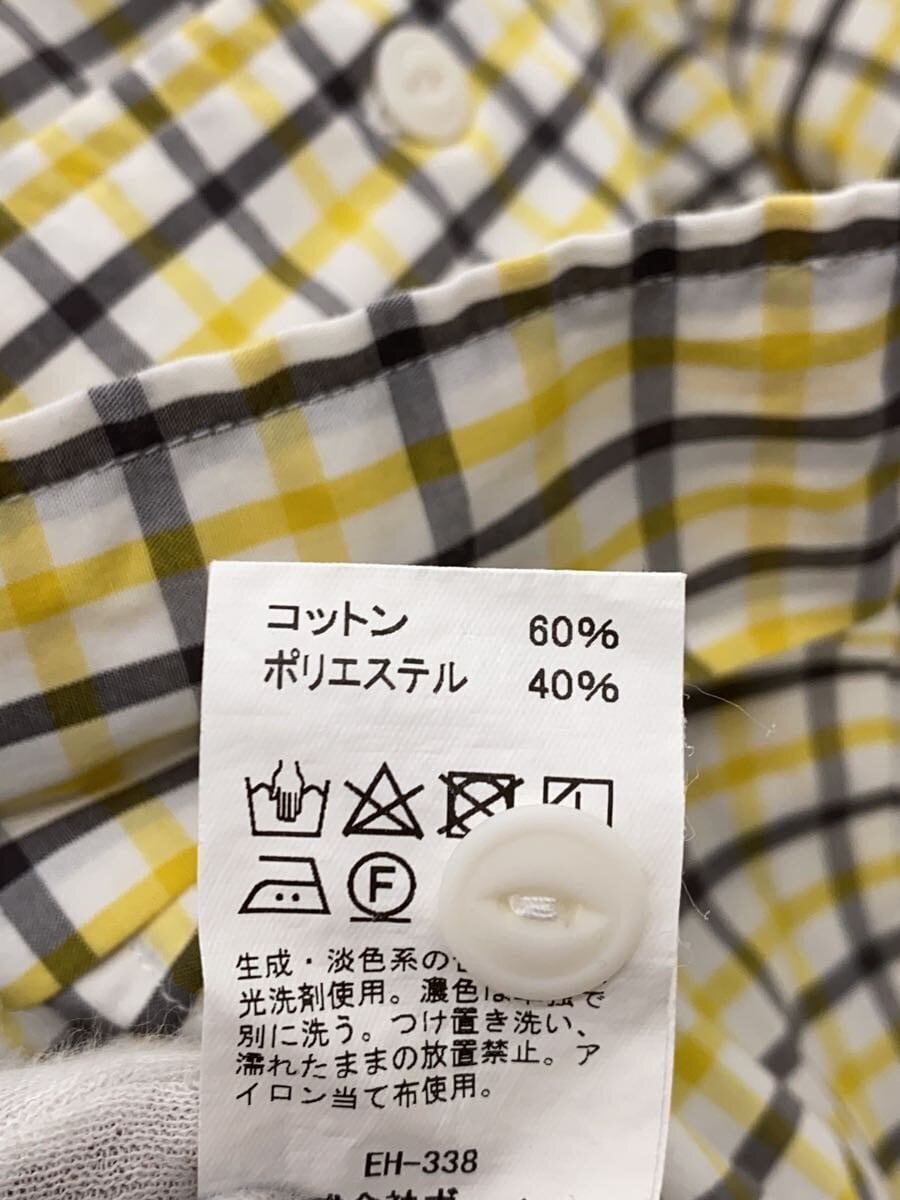 コットン 60%
ポリエステル 40%
F
生成・淡色系の
光洗剤使用。濃色は単独で
別に洗う。つけ置き洗い、
濡れたままの放置禁止。ア
イロン当て布使用。
EH-338